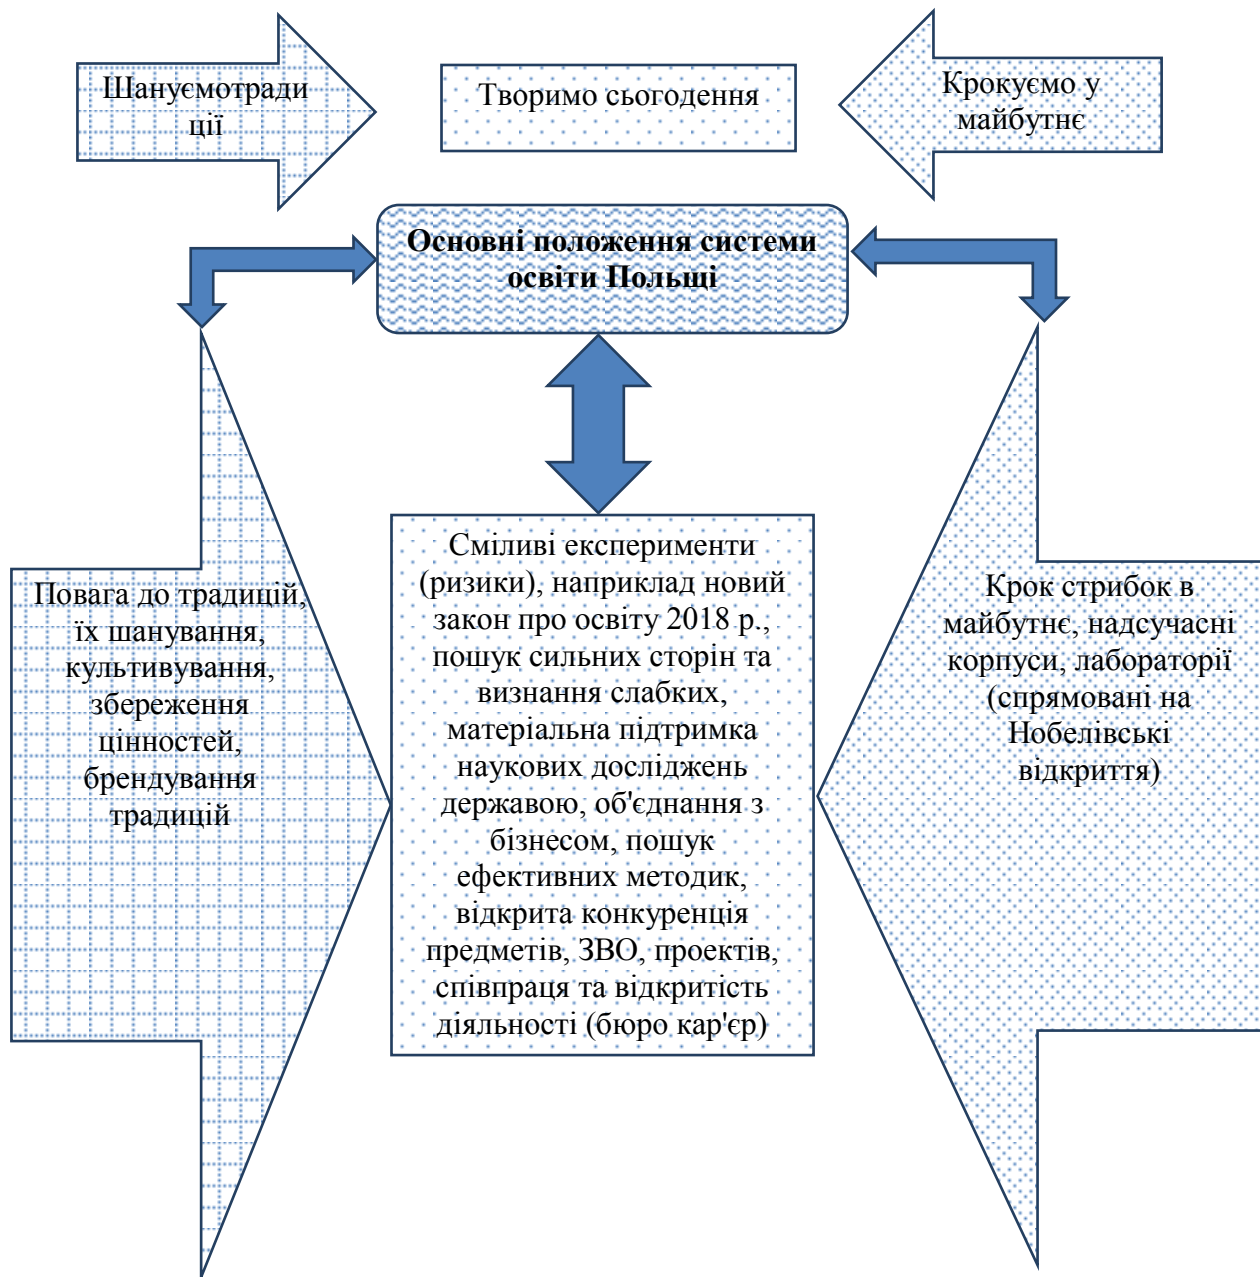 Шануємотради
ції
Творимо сьогодення
Крокуємо у
майбутнє
Основні положення системи
освіти Польщі
Повага до традицій,
їх шанування,
культивування,
збереження
цінностей,
брендування
традицій
Сміливі експерименти
(ризики), наприклад новий
закон про освіту 2018 р.,
пошук сильних сторін та
визнання слабких,
матеріальна підтримка
наукових досліджень
державою, об'єднання з
бізнесом, пошук
ефективних методик,
відкрита конкуренція
предметів, ЗВО, проектів,
співпраця та відкритість
діяльності (бюро кар'єр)
Крок стрибок в
майбутнє, надсучасні
корпуси, лабораторії
(спрямовані на
Нобелівські
відкриття)